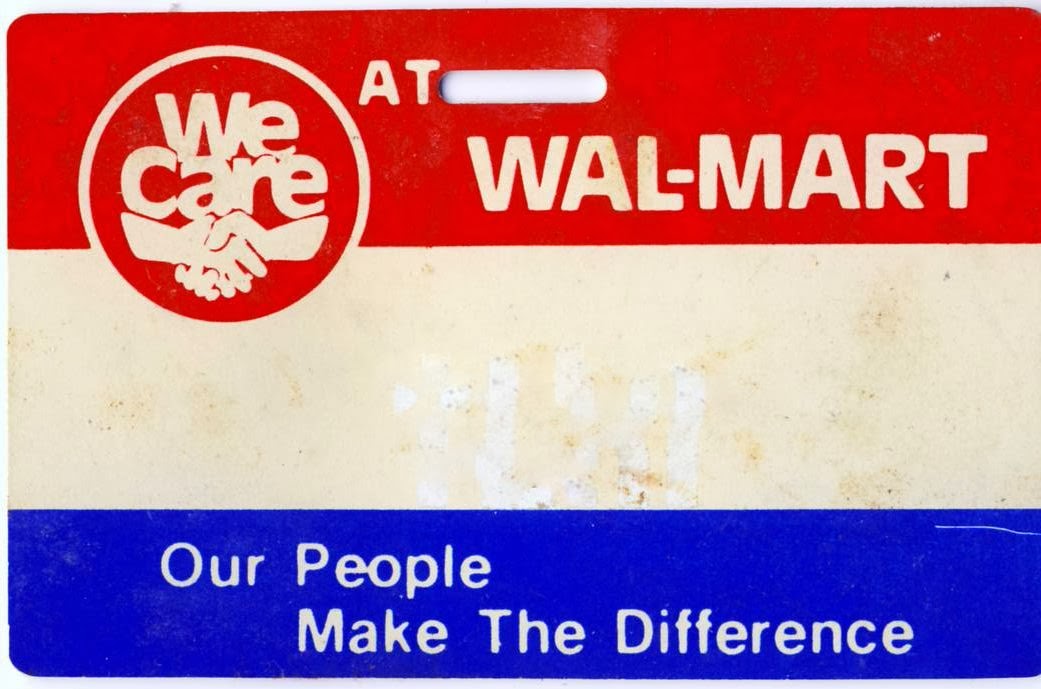 We
Care
AT
WAL-MART
Our People
Make The Difference